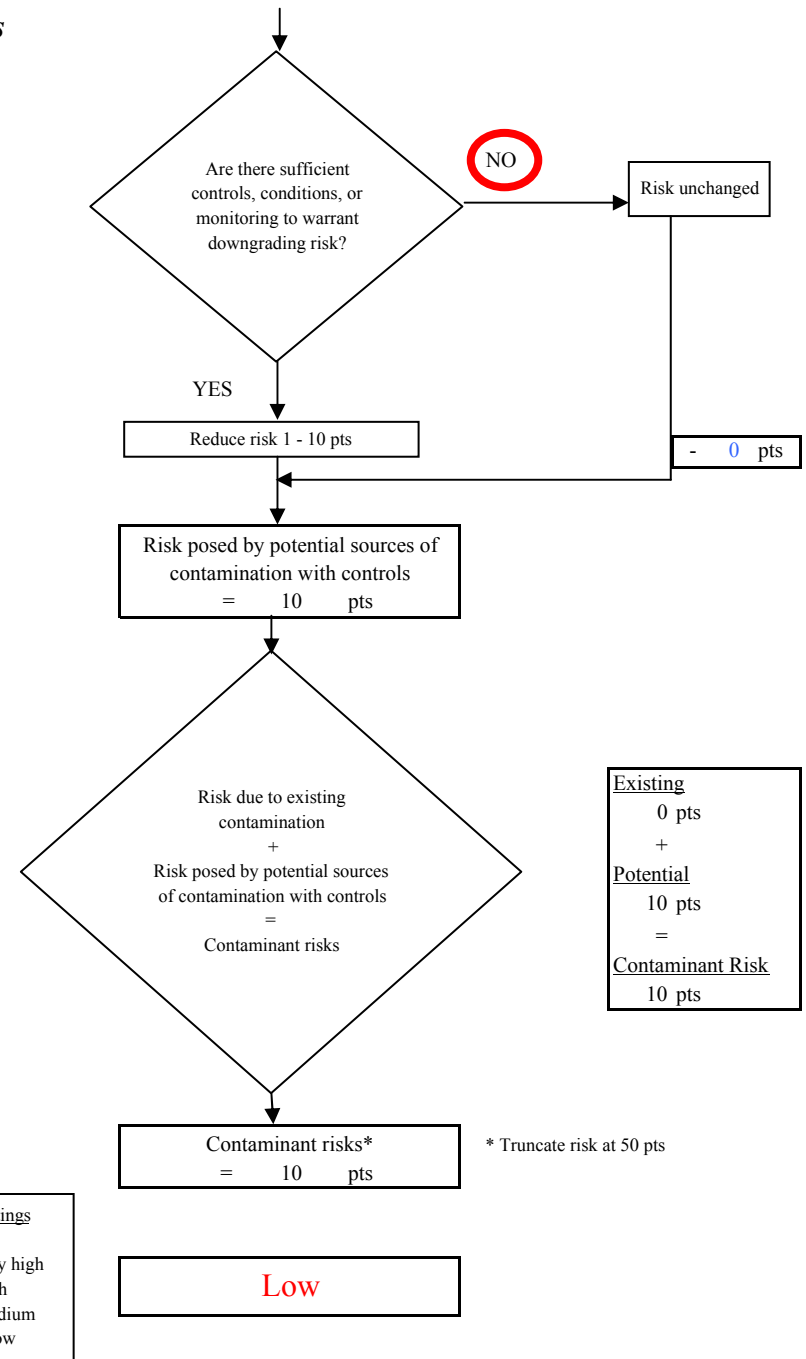 Are there sufficient
controls, conditions, or
monitoring to warrant
downgrading risk?
NO
Risk unchanged
YES
Reduce risk 1 - 10 pts
- 0 pts
Risk posed by potential sources of
contamination with controls
= 10 pts
Risk due to existing
contamination
+
Risk posed by potential sources
of contamination with controls
=
Contaminant risks
Existing
0 pts
+
Potential
10 pts
=
Contaminant Risk
10 pts
Contaminant risks*
= 10 pts
* Truncate risk at 50 pts
high
Low